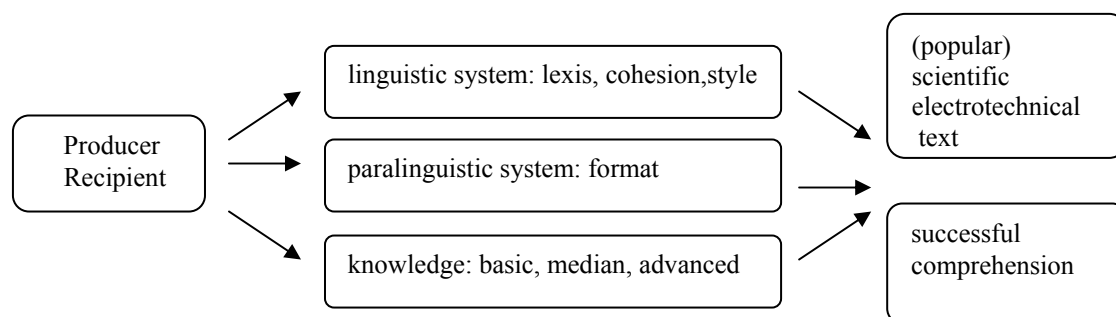 Producer
Recipient
linguistic system: lexis, cohesion,style
paralinguistic system: format
knowledge: basic, median, advanced
(popular)
scientific
electrotechnical
text
successful
comprehension